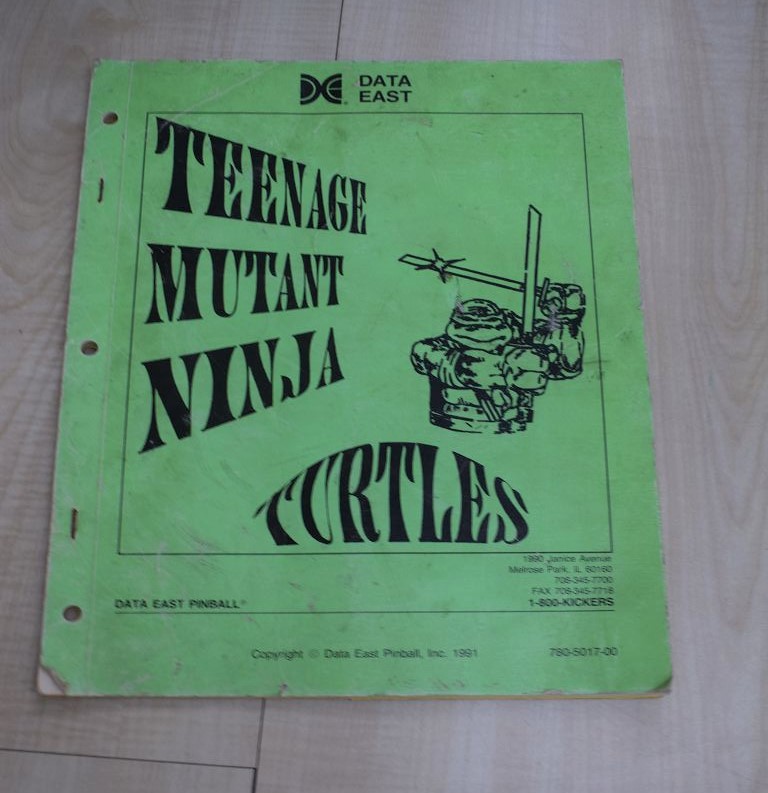 DATA
EAST
TEENAGE
MUTANT
NINJA
TURTLES
1990 Janice Avenue
Melrose Park, IL 60160
708-345-7700
FAX 708-345-7718
DATA EAST PINBALL® 1-800-KICKERS
Copyright © Data East Pinball, Inc. 1991 780-5017-00